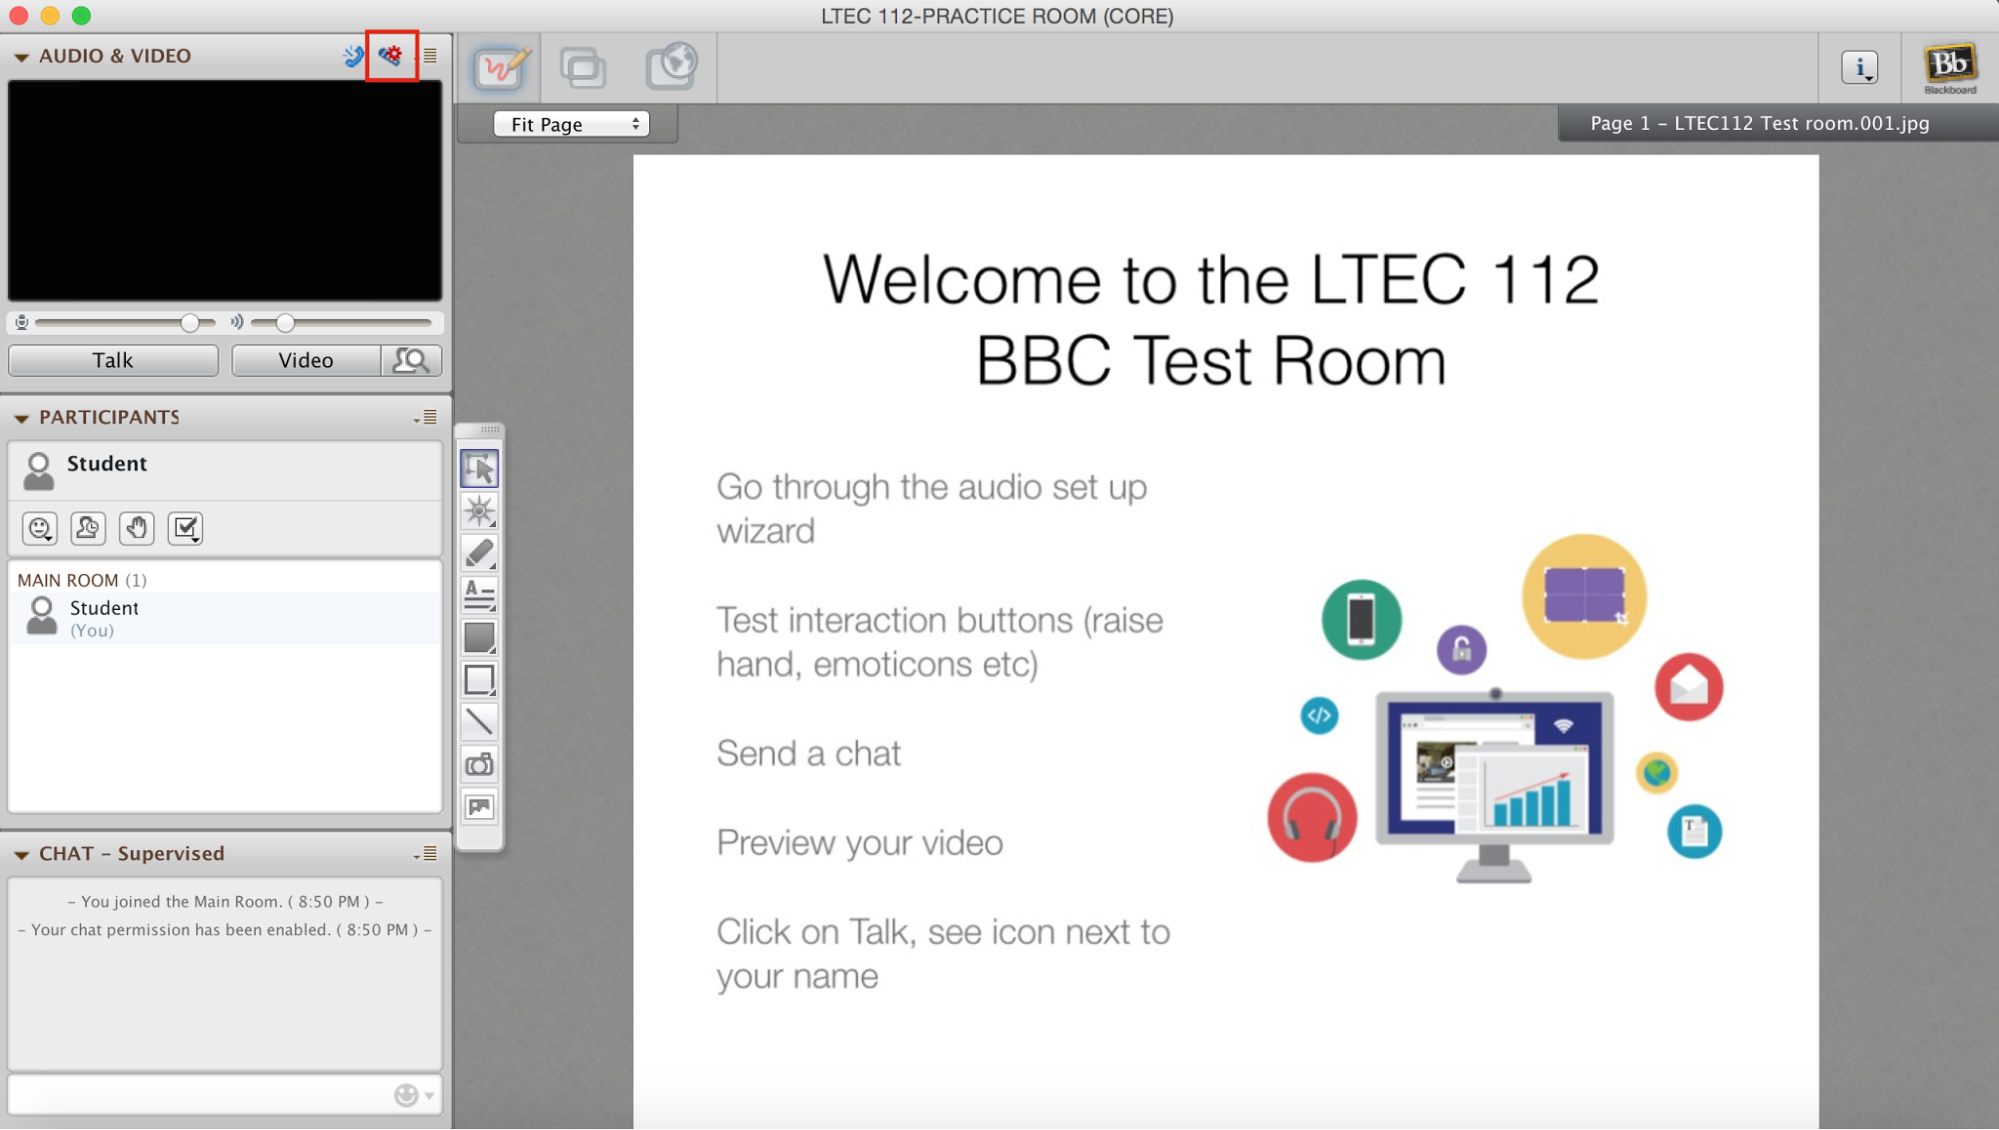 LTEC 112-PRACTICE ROOM (CORE)
AUDIO & VIDEO
Talk
Video
PARTICIPANTS
Student
MAIN ROOM (1)
Student
(You)
CHAT – Supervised
– You joined the Main Room. ( 8:50 PM ) –
– Your chat permission has been enabled. ( 8:50 PM ) –
i
Bb
Blackboard
Fit Page
Page 1 – LTEC112 Test room.001.jpg
A
Welcome to the LTEC 112
BBC Test Room
Go through the audio set up
wizard
Test interaction buttons (raise
hand, emoticons etc)
Send a chat
Preview your video
Click on Talk, see icon next to
your name
</>
T